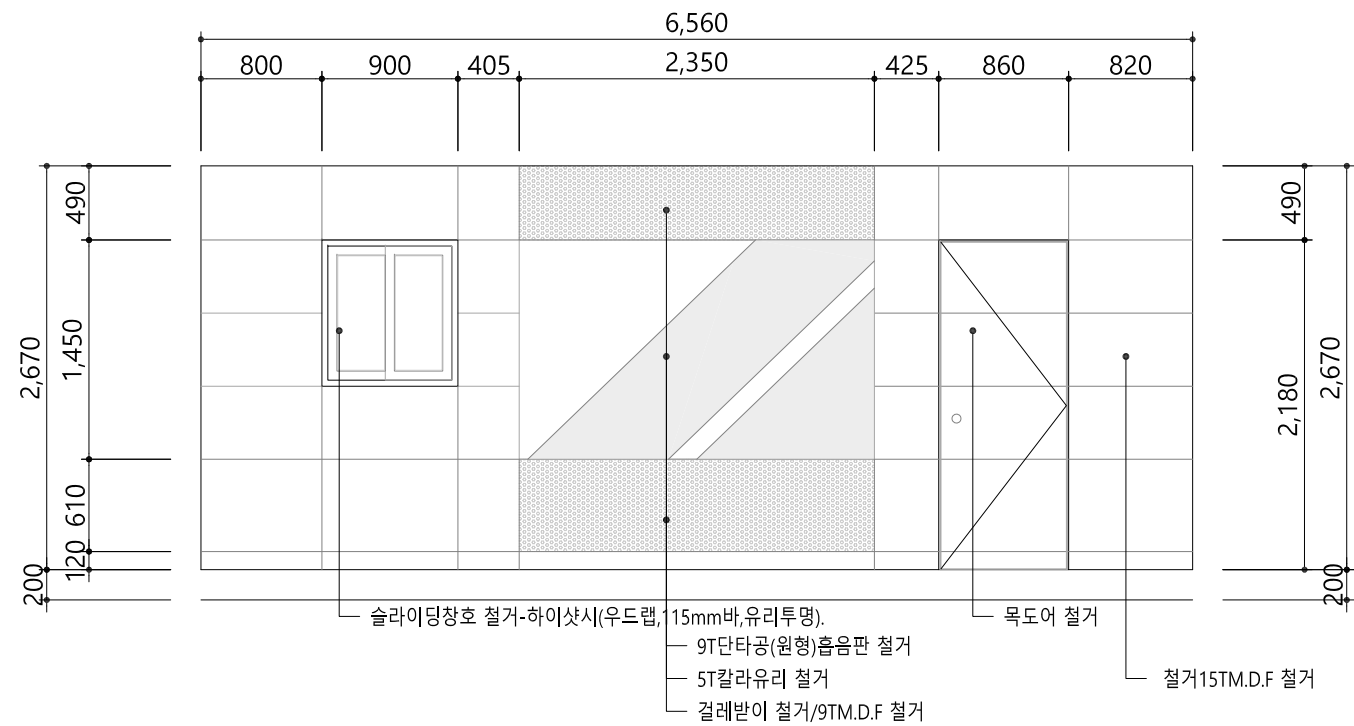 6,560
800 900 405 2,350 425 860 820
490
1,450
2,670
610
120
200
490
2,180
2,670
200
슬라이딩창호 철거-하이샷시(우드랩,115mm바,유리투명).
목도어 철거
9T단타공(원형)흡음판 철거
5T칼라유리 철거
철거15TM.D.F 철거
걸레받이 철거/9TM.D.F 철거